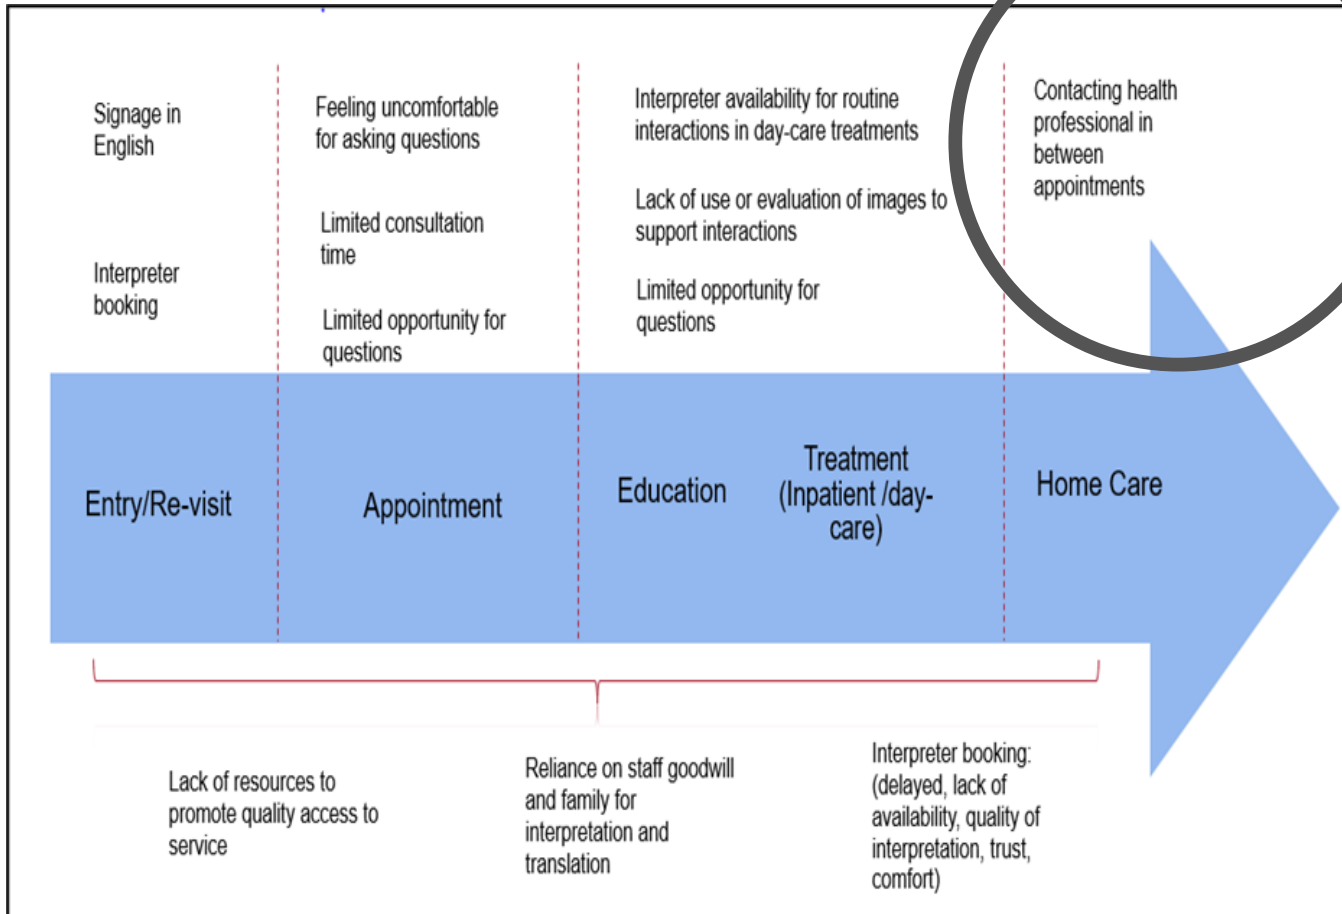 Signage in
English
Interpreter
booking
Feeling uncomfortable
for asking questions
Limited consultation
time
Limited opportunity for
questions
Interpreter availability for routine
interactions in day-care treatments
Lack of use or evaluation of images to
support interactions
Limited opportunity for
questions
Contacting health
professional in
between
appointments
Entry/Re-visit
Appointment
Education
Treatment
(Inpatient /day-
care)
Home Care
Lack of resources to
promote quality access to
service
Reliance on staff goodwill
and family for
interpretation and
translation
Interpreter booking:
(delayed, lack of
availability, quality of
interpretation, trust,
comfort)